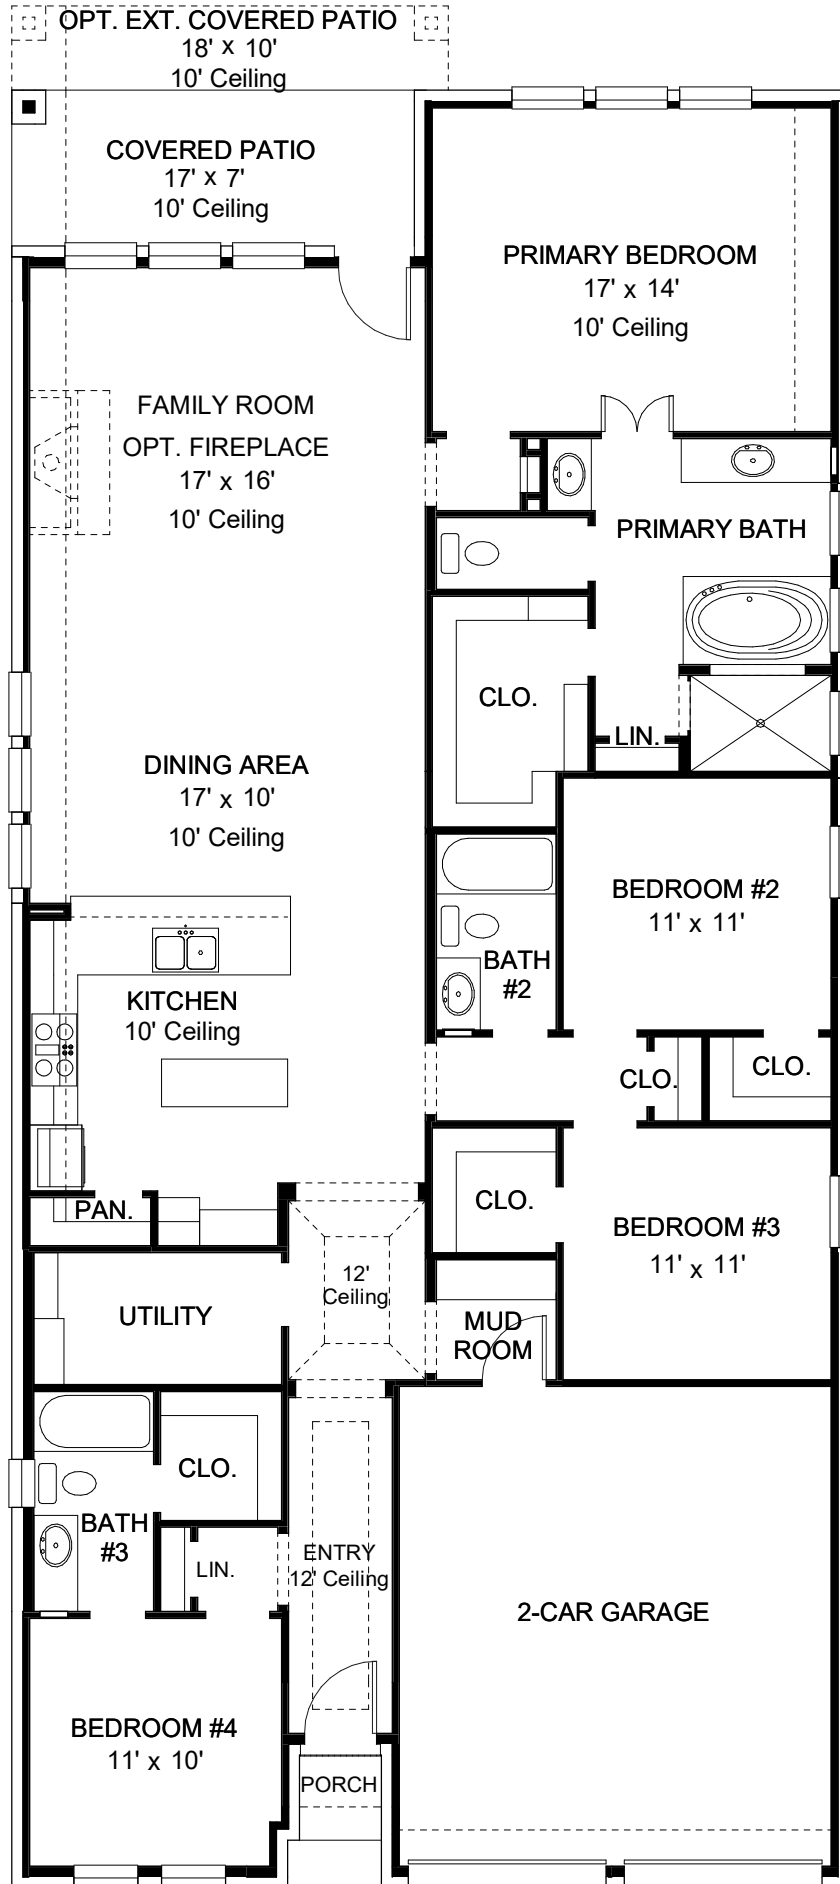 OPT. EXT. COVERED PATIO
18' x 10'
10' Ceiling
COVERED PATIO
17' x 7'
10' Ceiling
PRIMARY BEDROOM
17' x 14'
10' Ceiling
FAMILY ROOM
OPT. FIREPLACE
17' x 16'
10' Ceiling
PRIMARY BATH
CLO.
LIN.
DINING AREA
17' x 10'
10' Ceiling
BEDROOM #2
11' x 11'
BATH
#2
KITCHEN
10' Ceiling
CLO.
CLO.
PAN.
CLO.
BEDROOM #3
11' x 11'
12'
Ceiling
UTILITY
MUD
ROOM
CLO.
BATH
#3
LIN.
ENTRY
12' Ceiling
2-CAR GARAGE
BEDROOM #4
11' x 10'
PORCH